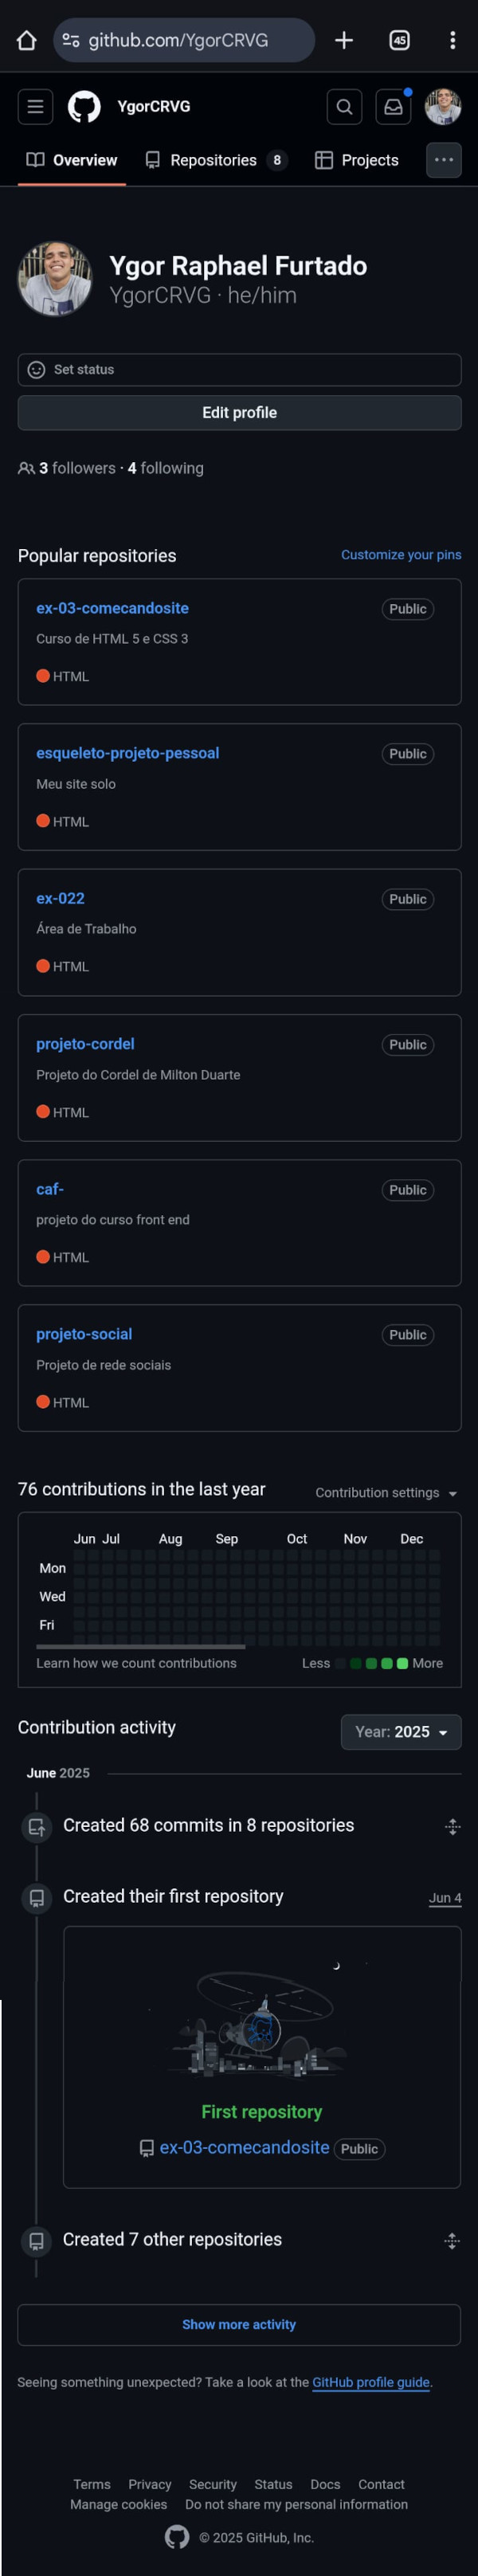 github.com/YgorCRVG
45
YgorCRVG
Overview Repositories 8 Projects
Ygor Raphael Furtado
YgorCRVG · he/him
Set status
Edit profile
3 followers · 4 following
Popular repositories Customize your pins
ex-03-comecandosite Public
Curso de HTML 5 e CSS 3
HTML
esqueleto-projeto-pessoal Public
Meu site solo
HTML
ex-022 Public
Área de Trabalho
HTML
projeto-cordel Public
Projeto do Cordel de Milton Duarte
HTML
caf- Public
projeto do curso front end
HTML
projeto-social Public
Projeto de rede sociais
HTML
76 contributions in the last year Contribution settings
Jun Jul Aug Sep Oct Nov Dec
Mon
Wed
Fri
Learn how we count contributions Less More
Contribution activity Year: 2025
June 2025
Created 68 commits in 8 repositories
Created their first repository Jun 4
First repository
ex-03-comecandosite Public
Created 7 other repositories
Show more activity
Seeing something unexpected? Take a look at the GitHub profile guide.
Terms Privacy Security Status Docs Contact
Manage cookies Do not share my personal information
© 2025 GitHub, Inc.